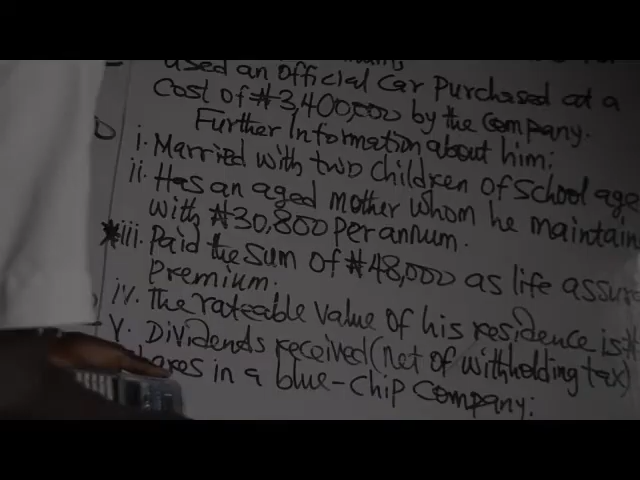 used an official car purchased at a
cost of ₦3,400,000 by the company.
Further Information about him:
i. Married with two children of school age
ii. Has an aged mother whom he maintain
with ₦30,800 per annum.
*iii. Paid the sum of ₦48,000 as life assur
premium.
iv. The rateable value of his residence is ₦
v. Dividends received (net of withholding tax)
in a blue-chip company: